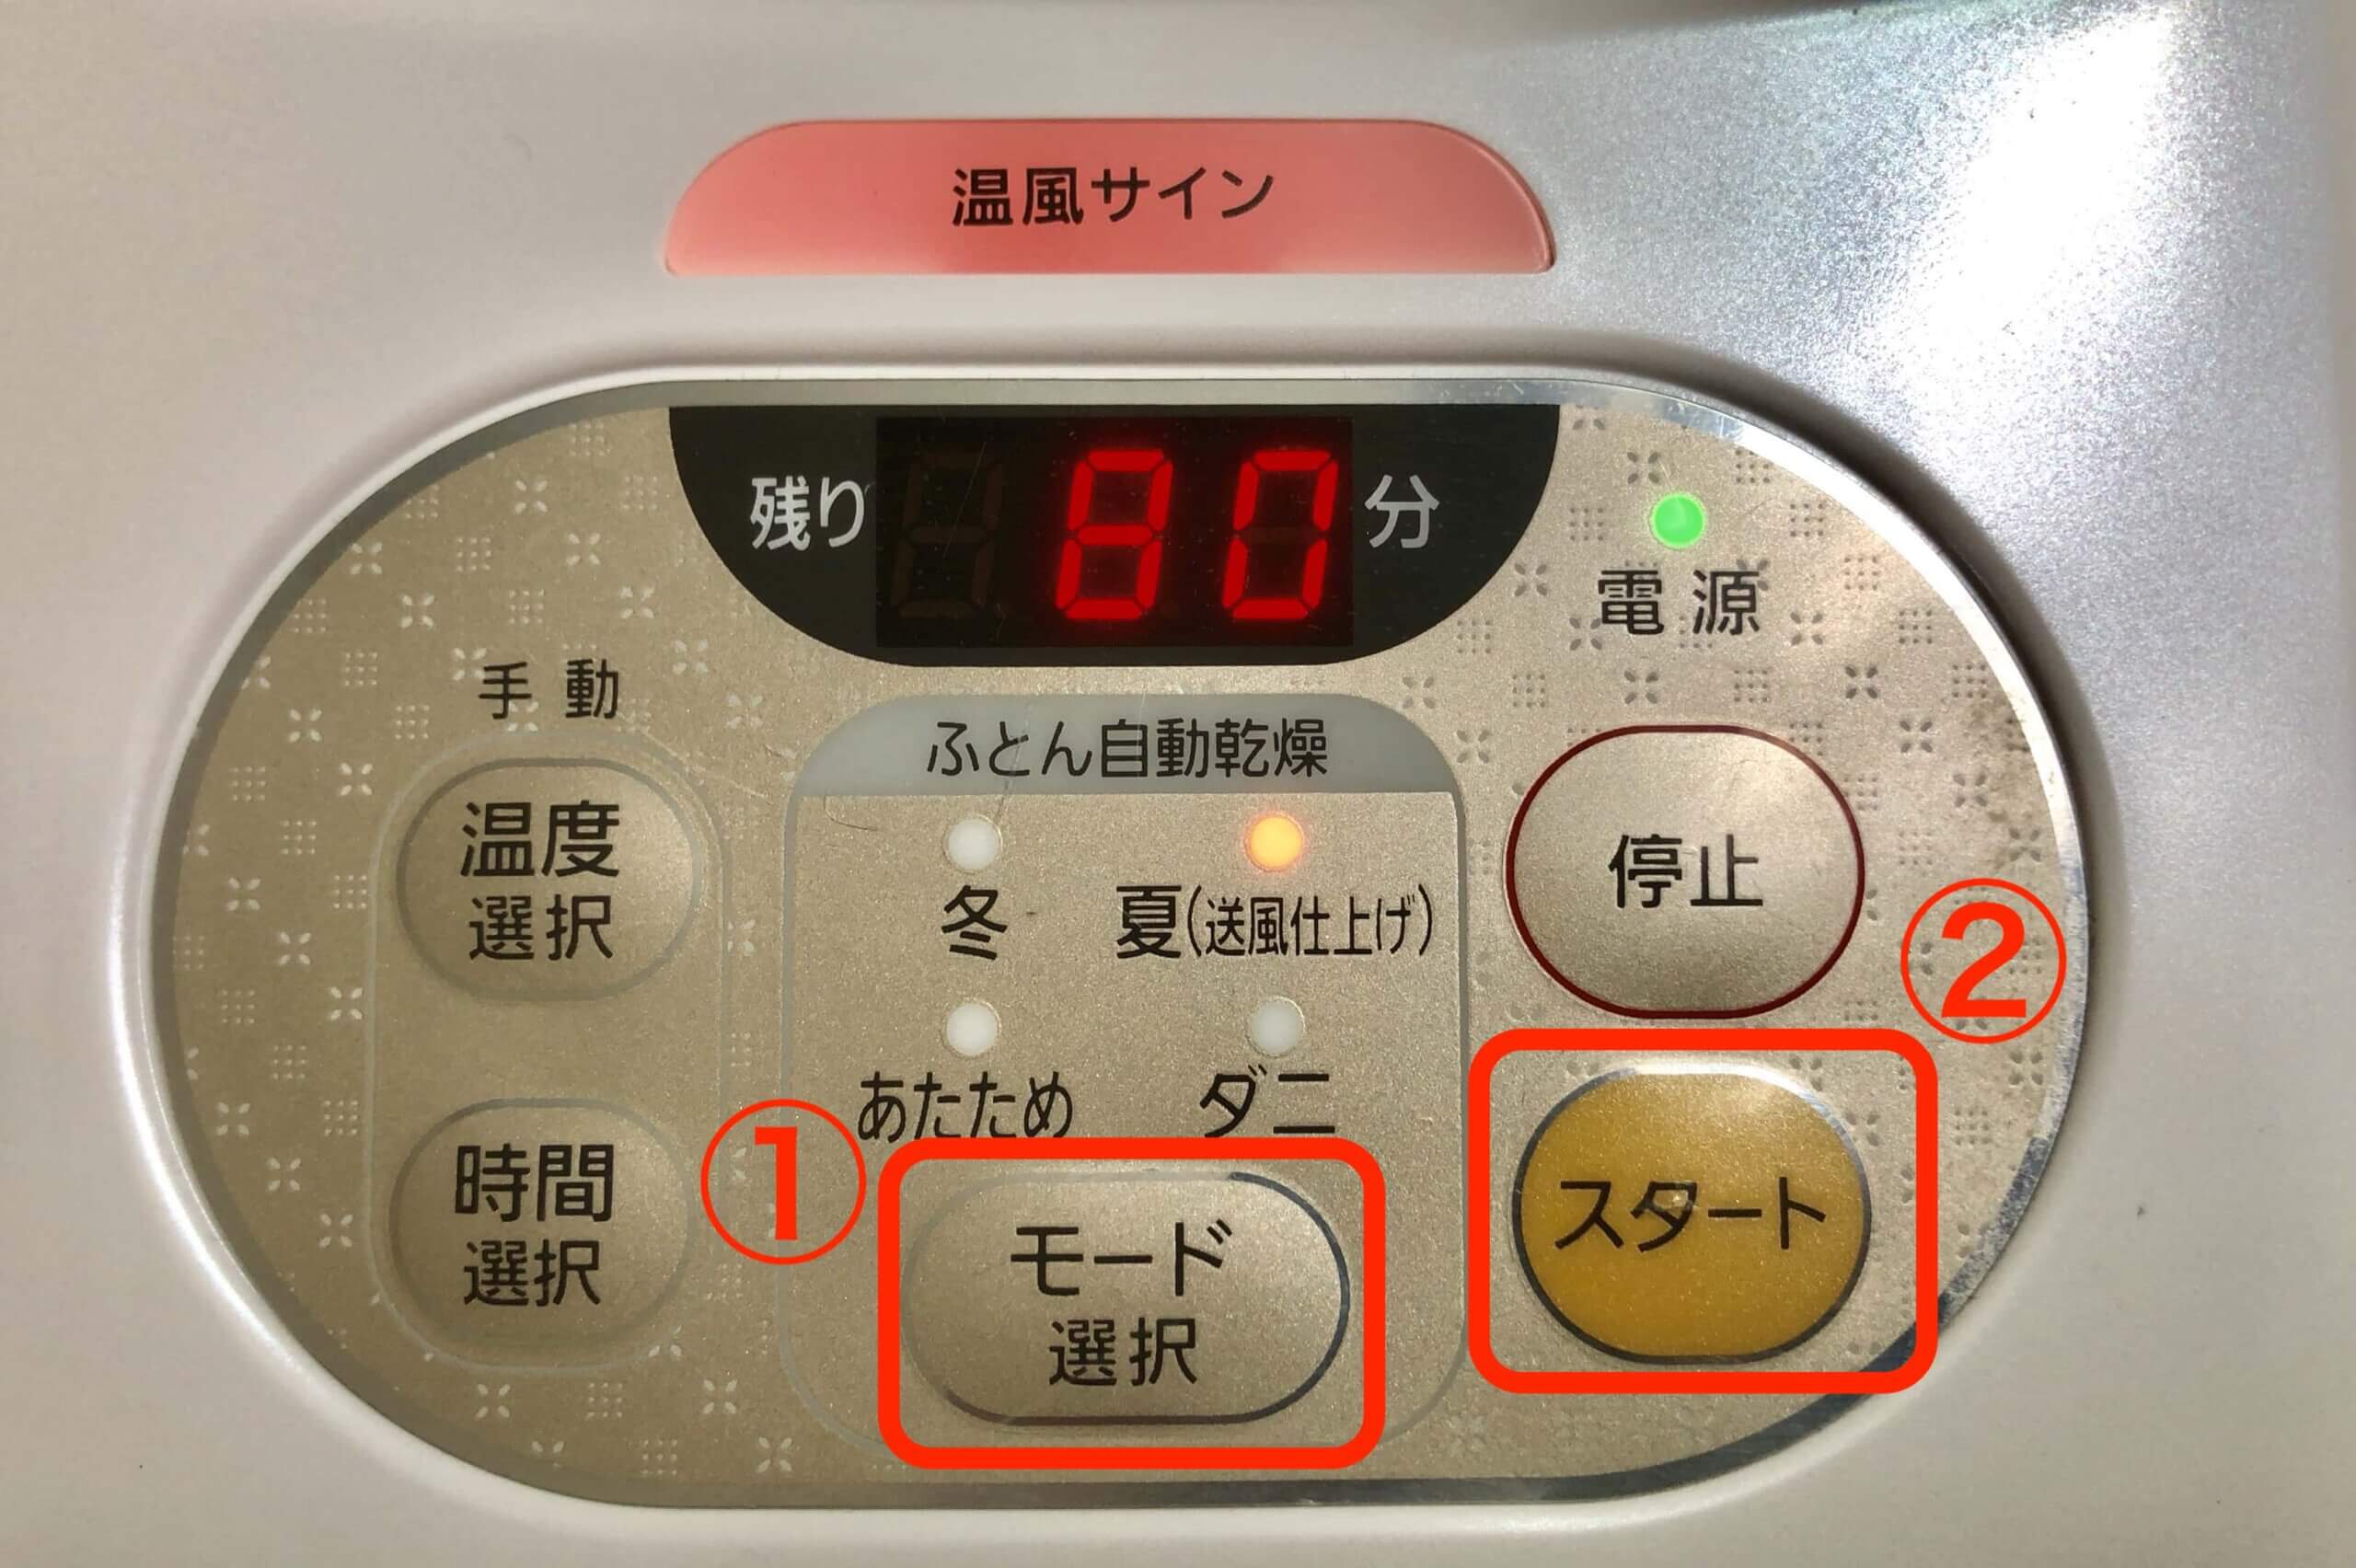 温風サイン
残り 80 分
電源
手動
ふとん自動乾燥
温度
選択
冬
夏(送風仕上げ)
停止
②
あたため
ダニ
①
時間
選択
モード
選択
スタート